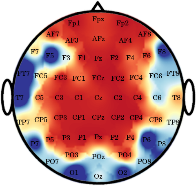 Fp1 Fpz Fp2
AF7 AF3 AF4 AF8
F7 F5 F3 F1 Fz F2 F4 F6 F8
FT7 FC5 FC3 FC1 FCz FC2 FC4 FC6 FT8
T7 C5 C3 C1 Cz C2 C4 C6 T8
TP7 CP5 CP3 CP1 CPz CP2 CP4 CP6 TP8
P7 P5 P3 P1 Pz P2 P4 P6 P8
PO7 PO3 POz PO4 PO8
O1 Oz O2